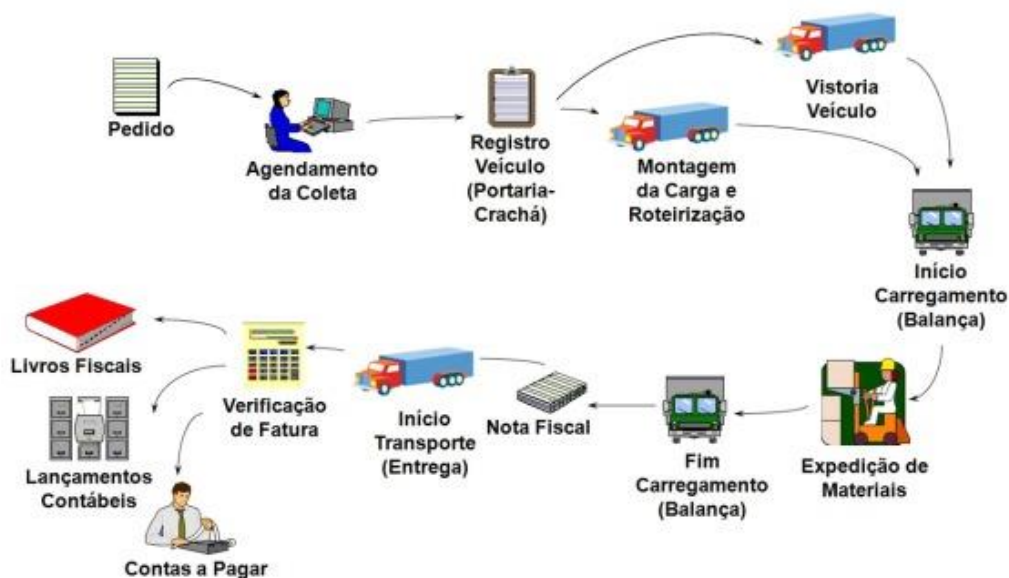 Pedido
Agendamento
da Coleta
Registro
Veículo
(Portaria-
Crachá)
Montagem
da Carga e
Roteirização
Vistoria
Veículo
Início
Carregamento
(Balança)
Expedição de
Materiais
Fim
Carregamento
(Balança)
Nota Fiscal
Início
Transporte
(Entrega)
Verificação
de Fatura
Livros Fiscais
Lançamentos
Contábeis
Contas a Pagar